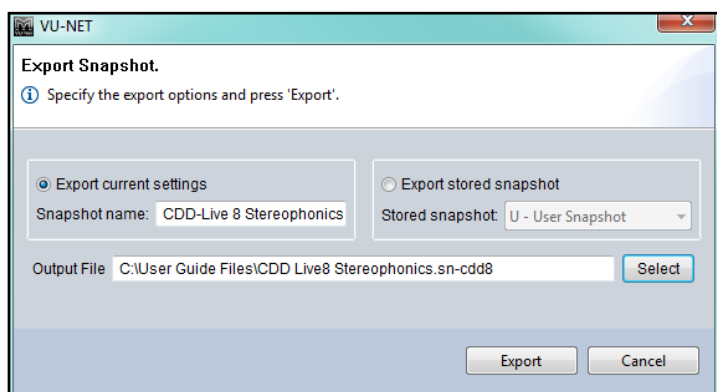 VU-NET
Export Snapshot.
Specify the export options and press 'Export'.
Export current settings
Export stored snapshot
Snapshot name: CDD-Live 8 Stereophonics
Stored snapshot: U - User Snapshot
Output File C:\User Guide Files\CDD Live8 Stereophonics.sn-cdd8 Select
Export Cancel